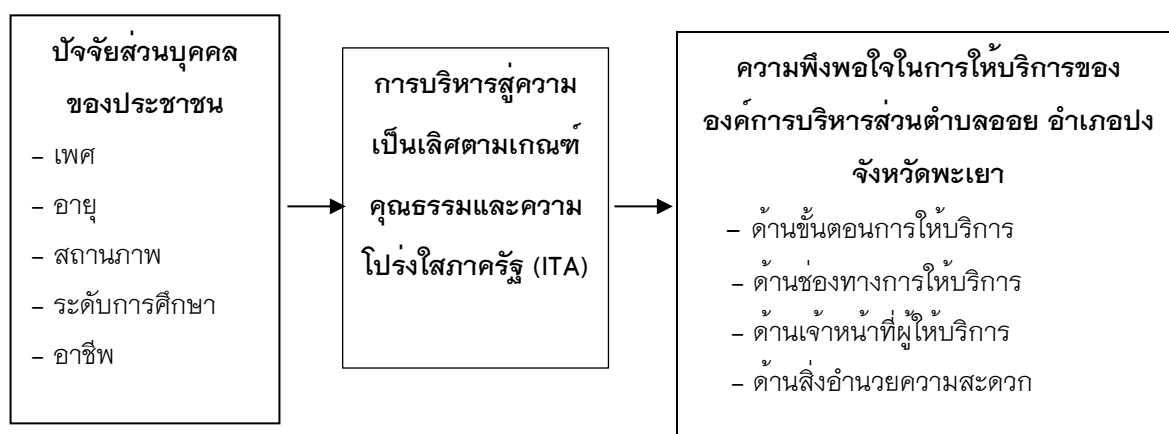 ปัจจัยส่วนบุคคล
ของประชาชน
– เพศ
– อายุ
– สถานภาพ
– ระดับการศึกษา
– อาชีพ
การบริหารสู่ความ
เป็นเลิศตามเกณฑ์
คุณธรรมและความ
โปร่งใสภาครัฐ (ITA)
ความพึงพอใจในการให้บริการของ
องค์การบริหารส่วนตำบลออย อำเภอปง
จังหวัดพะเยา
– ด้านขั้นตอนการให้บริการ
– ด้านช่องทางการให้บริการ
– ด้านเจ้าหน้าที่ผู้ให้บริการ
– ด้านสิ่งอำนวยความสะดวก